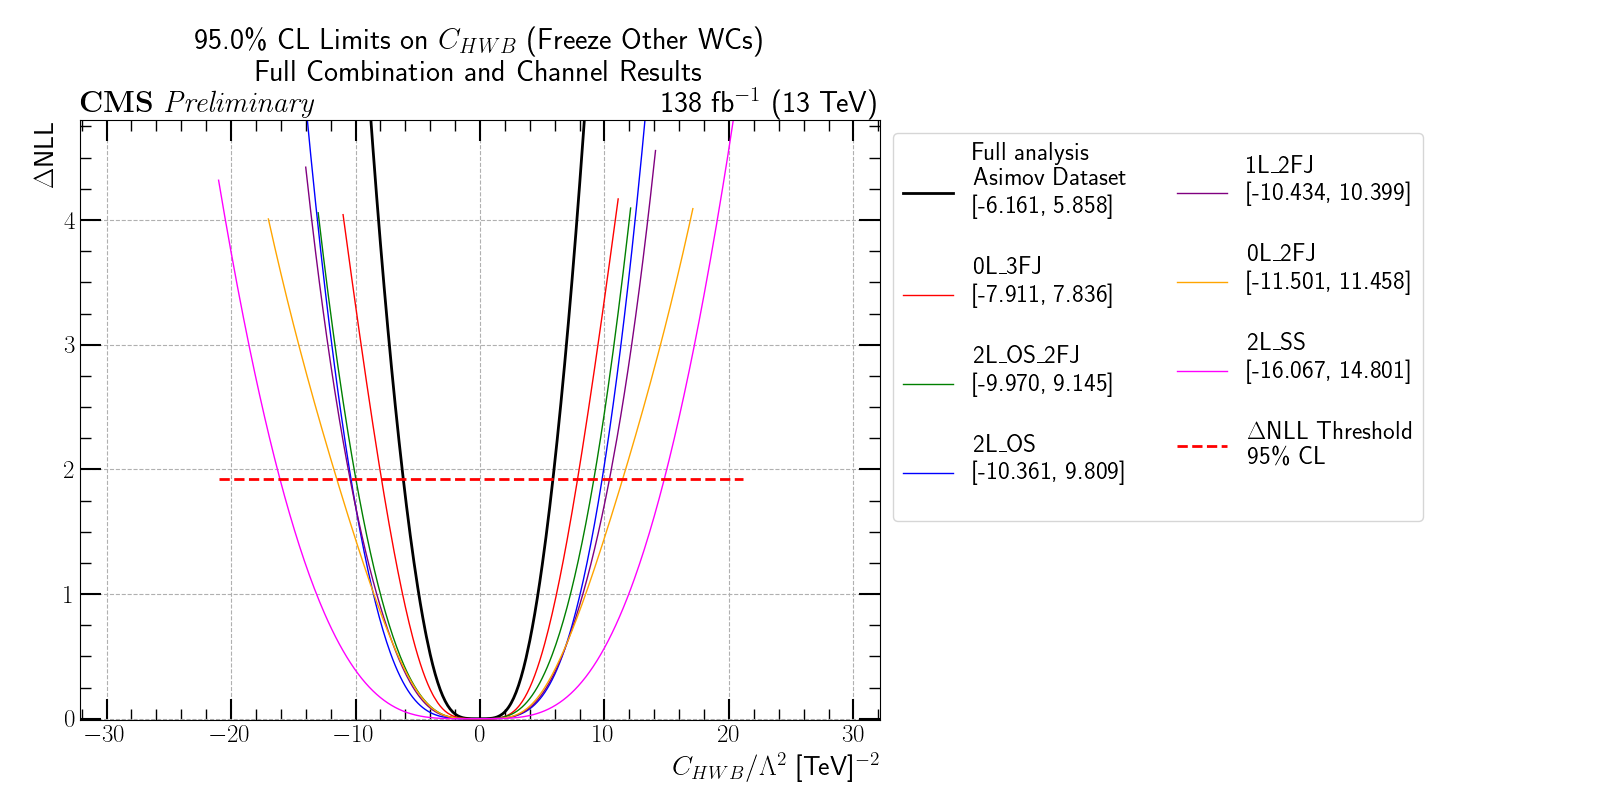 95.0% CL Limits on C_{HWB} (Freeze Other WCs)
Full Combination and Channel Results
CMS Preliminary
138 fb^{-1} (13 TeV)
ΔNLL
4
3
2
1
0
−30
−20
−10
0
10
20
30
C_{HWB}/Λ^{2} [TeV]^{−2}
Full analysis
Asimov Dataset
[-6.161, 5.858]
0L_3FJ
[-7.911, 7.836]
2L_OS_2FJ
[-9.970, 9.145]
2L_OS
[-10.361, 9.809]
1L_2FJ
[-10.434, 10.399]
0L_2FJ
[-11.501, 11.458]
2L_SS
[-16.067, 14.801]
ΔNLL Threshold
95% CL